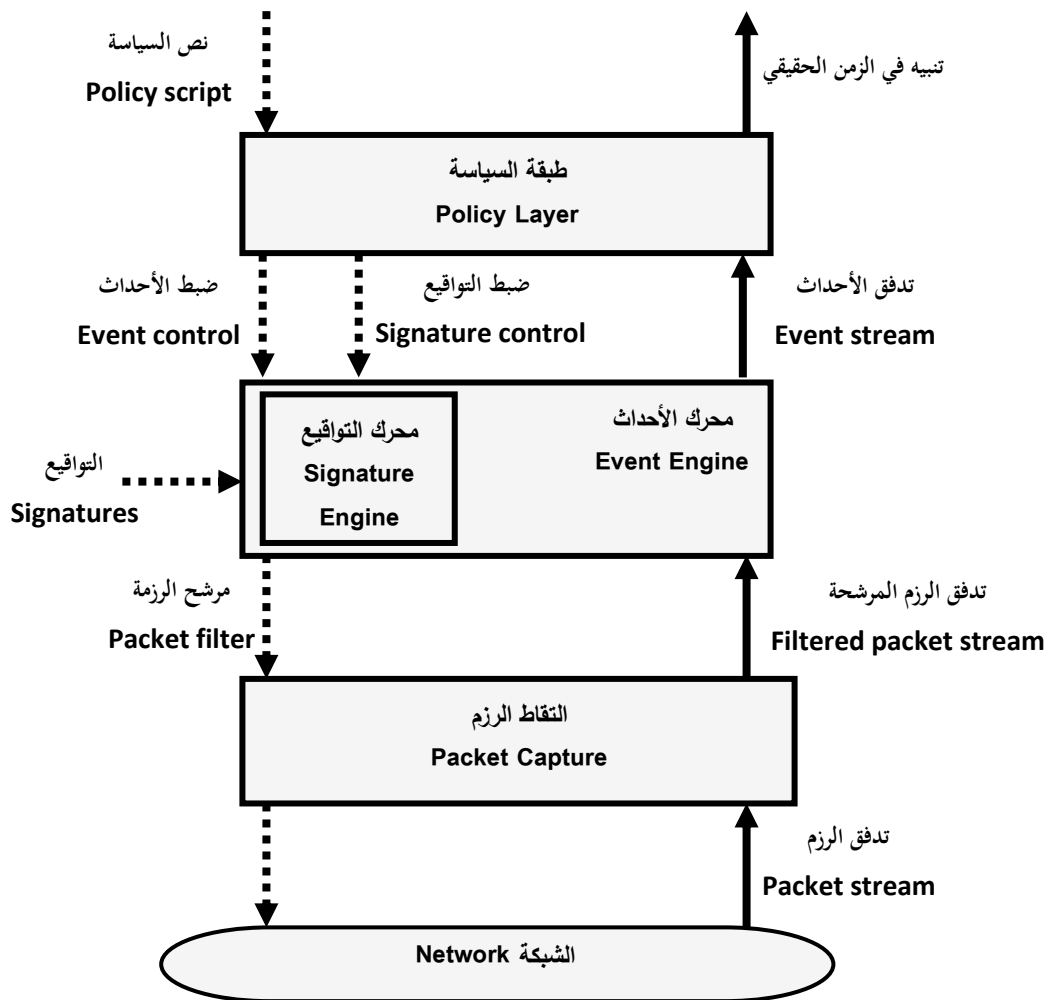 نص السياسة
Policy script
تنبيه في الزمن الحقيقي
طبقة السياسة
Policy Layer
ضبط الأحداث
Event control
ضبط التواقيع
Signature control
تدفق الأحداث
Event stream
محرك التواقيع
Signature
Engine
محرك الأحداث
Event Engine
التواقيع
Signatures
مرشح الرزمة
Packet filter
تدفق الرزم المرشحة
Filtered packet stream
التقاط الرزم
Packet Capture
تدفق الرزم
Packet stream
الشبكة Network